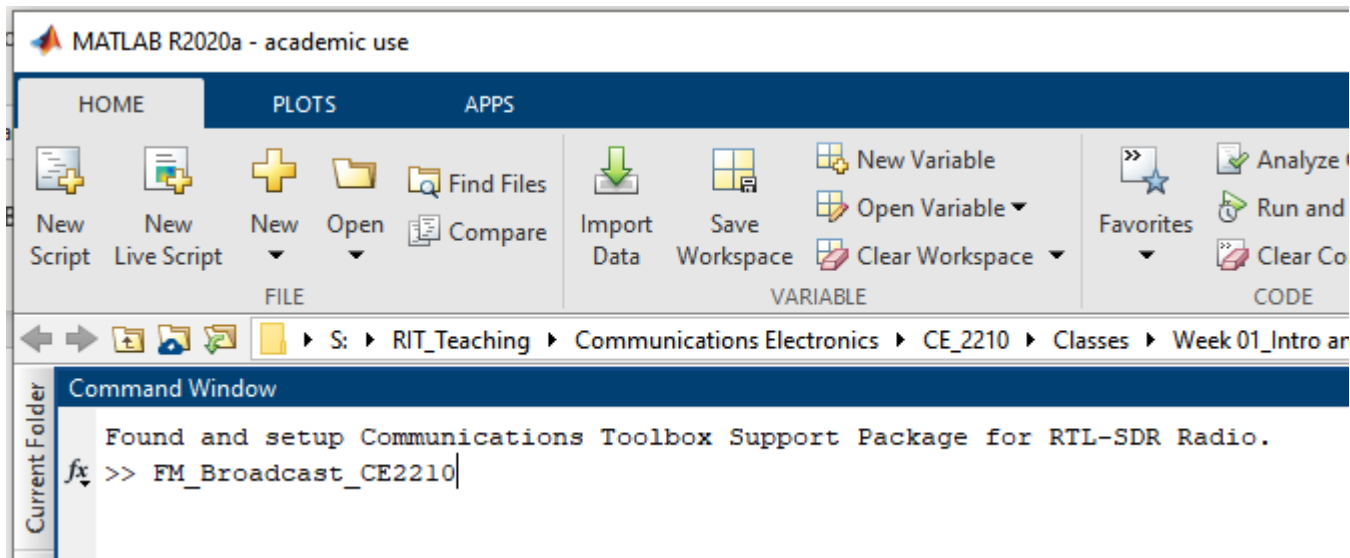 MATLAB R2020a - academic use
HOME PLOTS APPS
New Script
New Live Script
New
Open
Find Files
Compare
FILE
Import Data
Save Workspace
New Variable
Open Variable
Clear Workspace
VARIABLE
Favorites
Analyze
Run and
Clear Co
CODE
S: RIT_Teaching Communications Electronics CE_2210 Classes Week 01_Intro an
Current Folder
Command Window
Found and setup Communications Toolbox Support Package for RTL-SDR Radio.
fx >> FM_Broadcast_CE2210